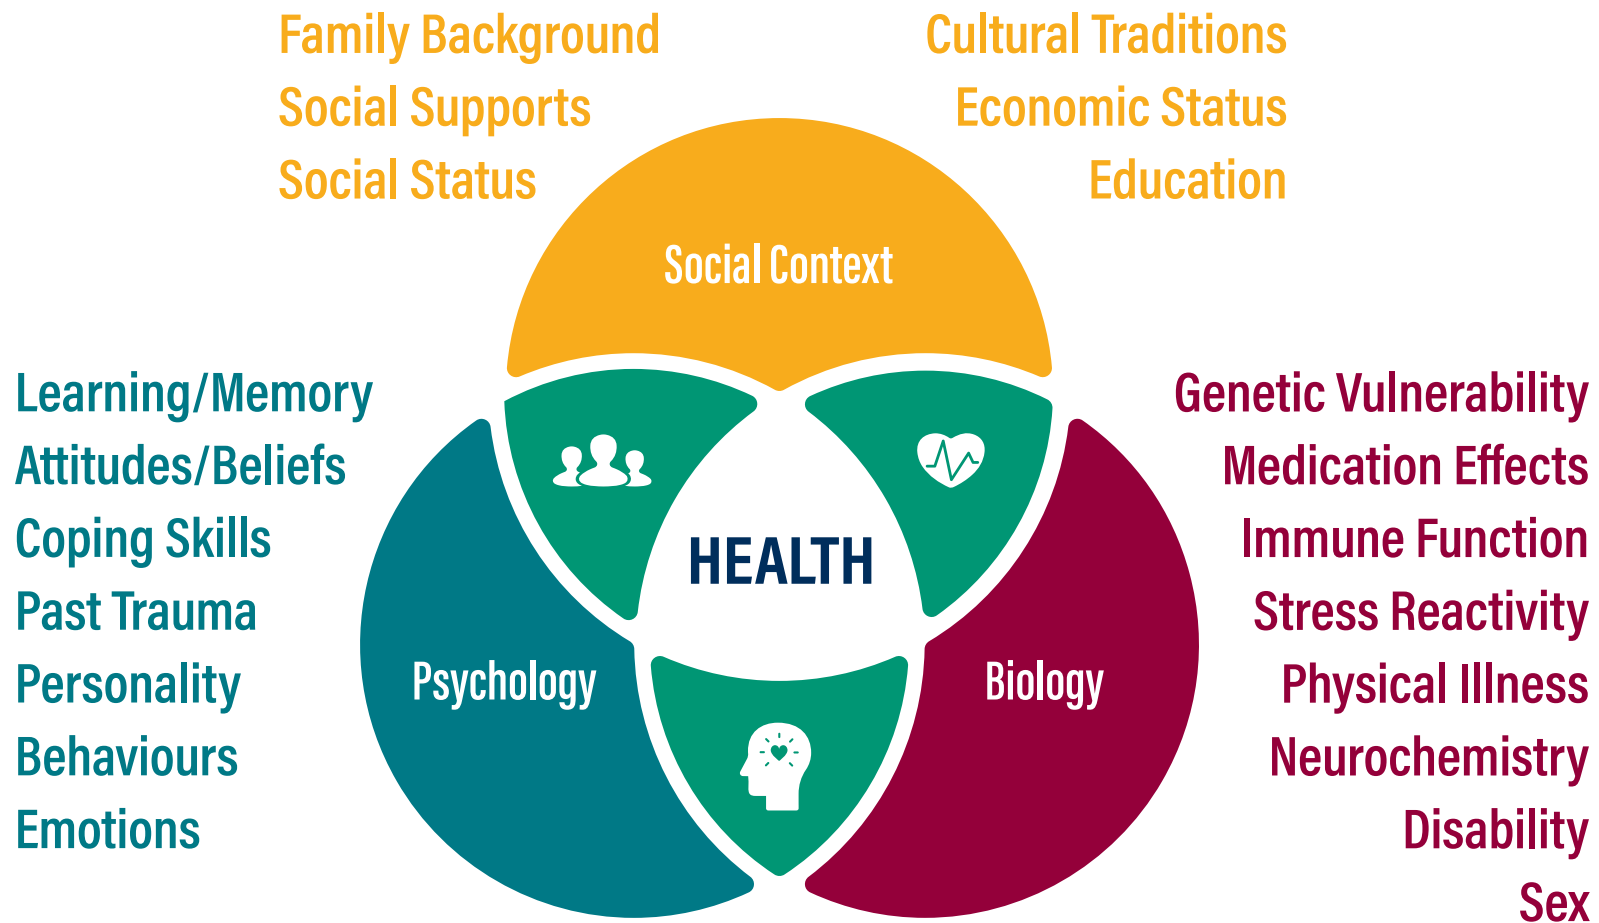 Family Background
Social Supports
Social Status
Cultural Traditions
Economic Status
Education
Social Context
Learning/Memory
Attitudes/Beliefs
Coping Skills
Past Trauma
Personality
Behaviours
Emotions
Psychology
HEALTH
Biology
Genetic Vulnerability
Medication Effects
Immune Function
Stress Reactivity
Physical Illness
Neurochemistry
Disability
Sex